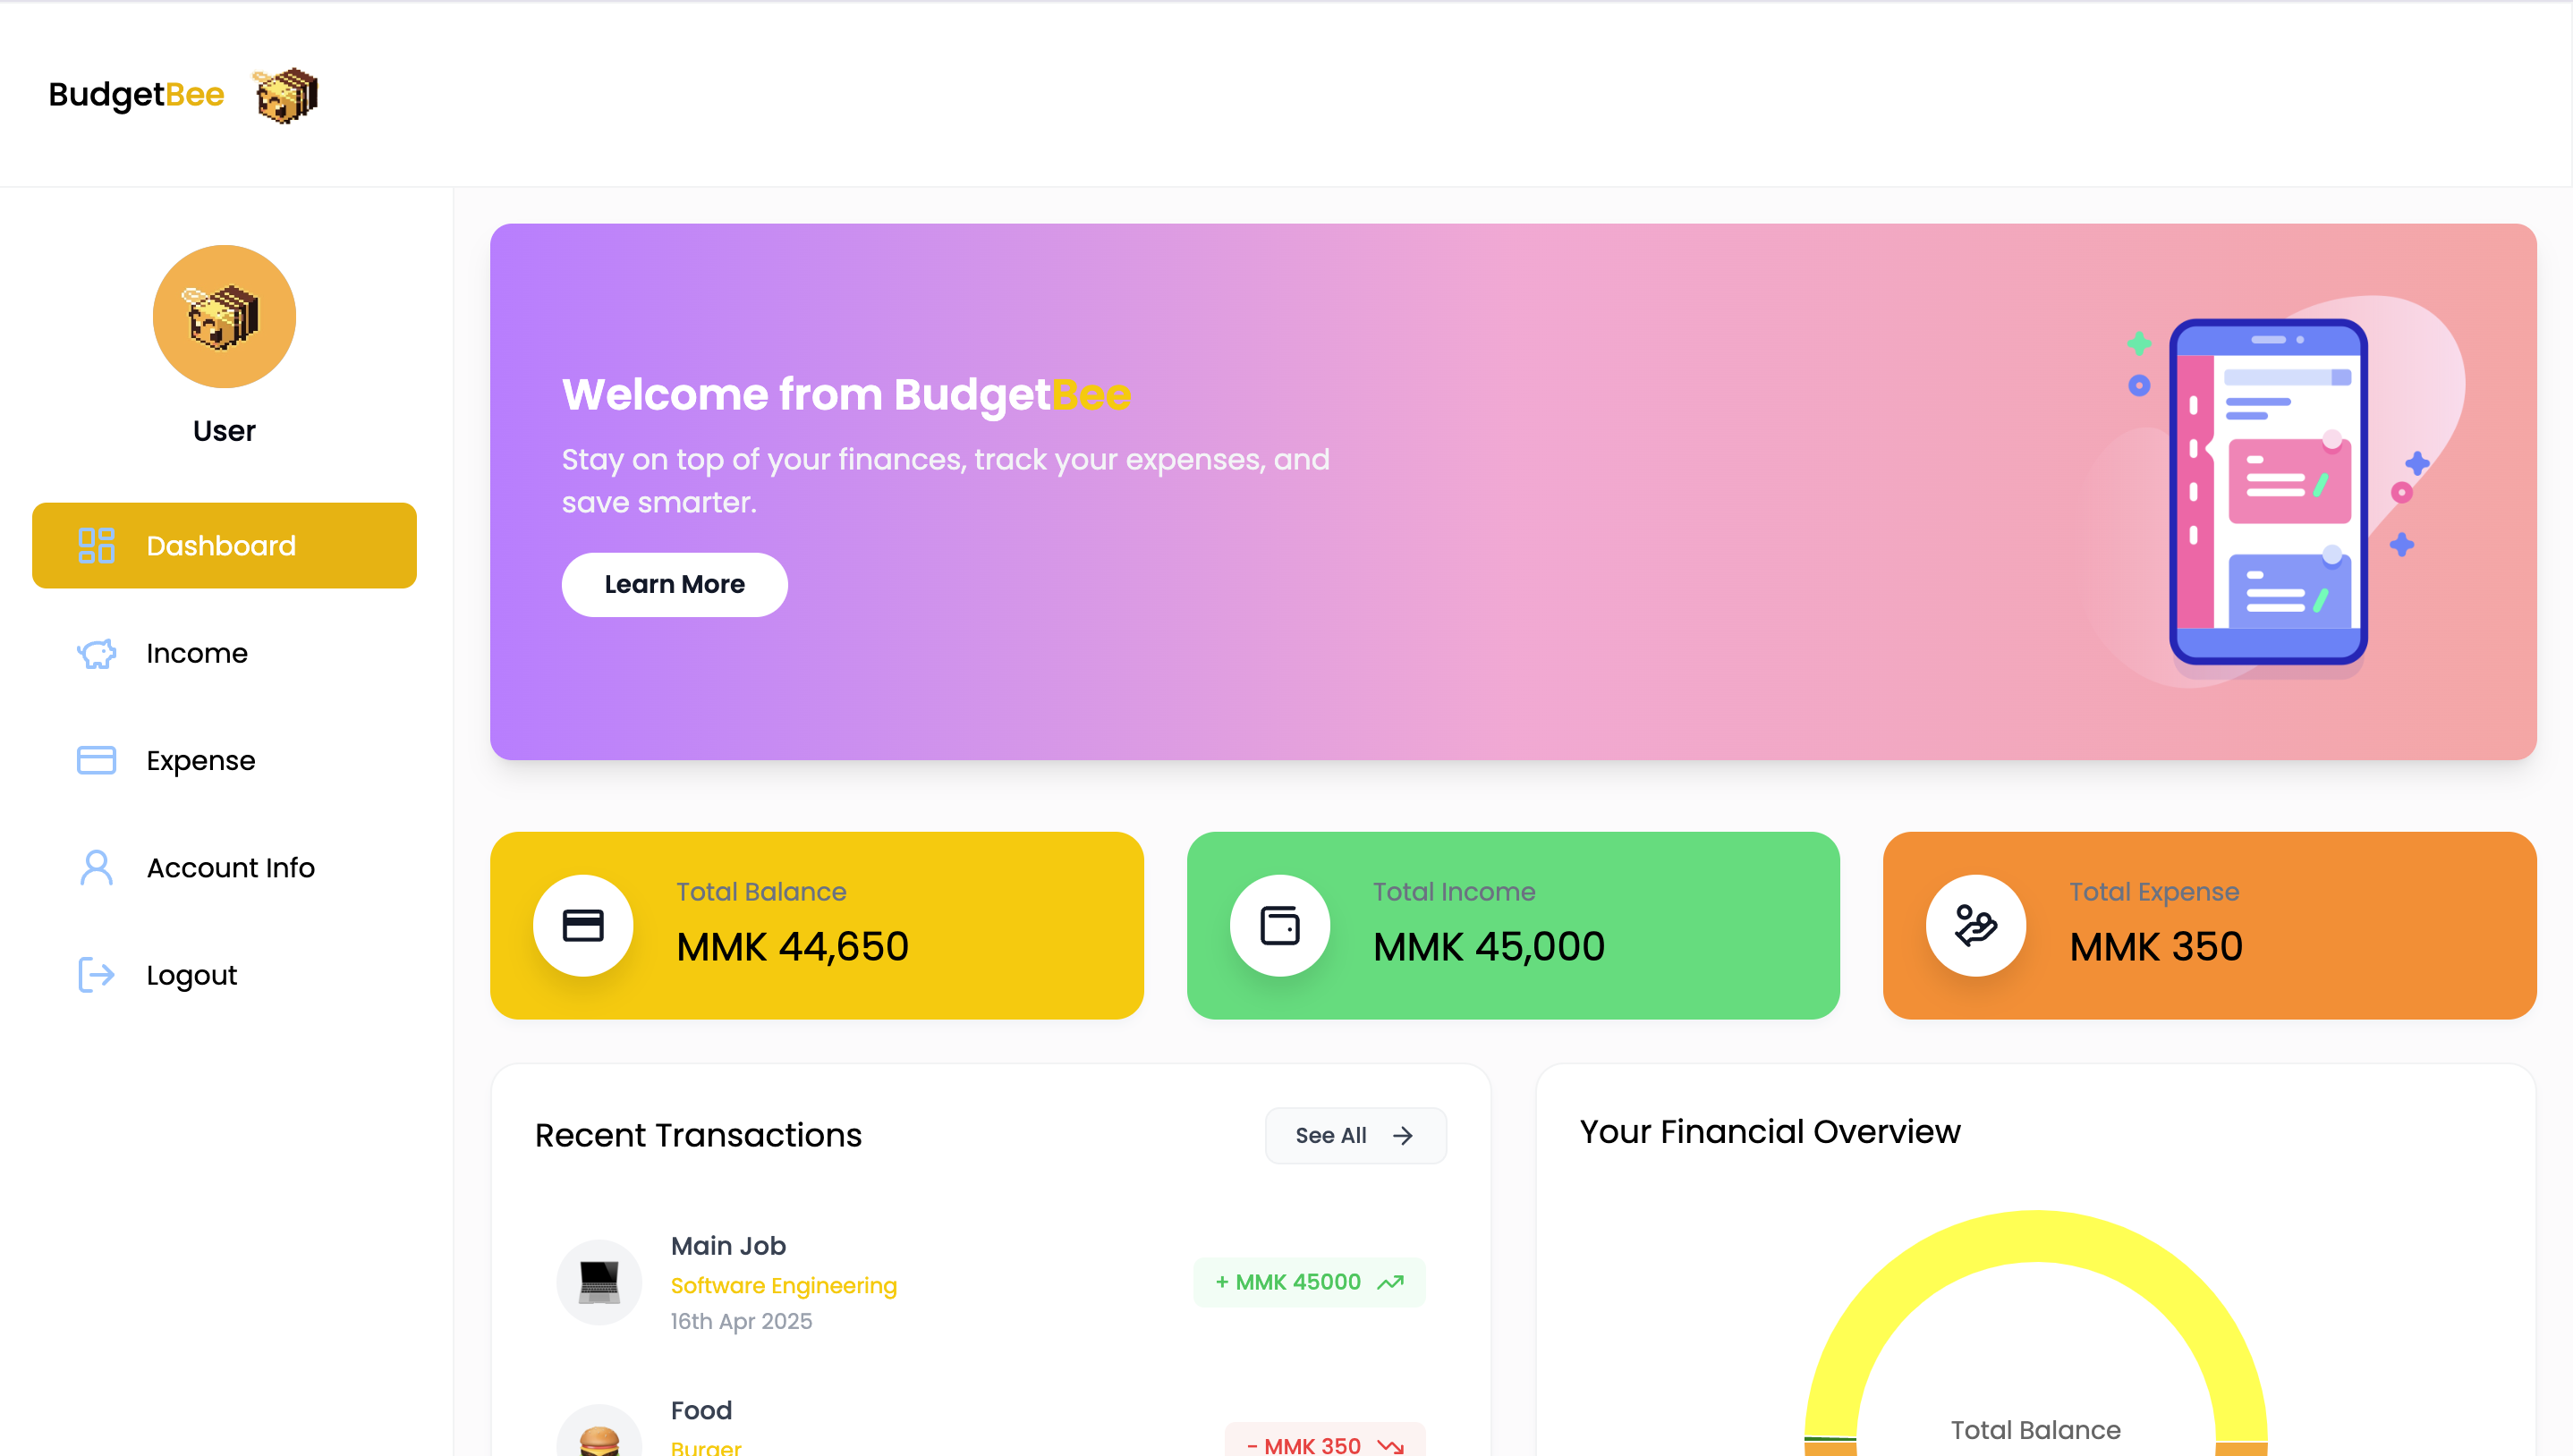 BudgetBee
User
Dashboard
Income
Expense
Account Info
Logout
Welcome from BudgetBee
Stay on top of your finances, track your expenses, and
save smarter.
Learn More
Total Balance
MMK 44,650
Total Income
MMK 45,000
Total Expense
MMK 350
Recent Transactions
See All
Main Job
Software Engineering
16th Apr 2025
+ MMK 45000
Food
Burger
- MMK 350
Your Financial Overview
Total Balance